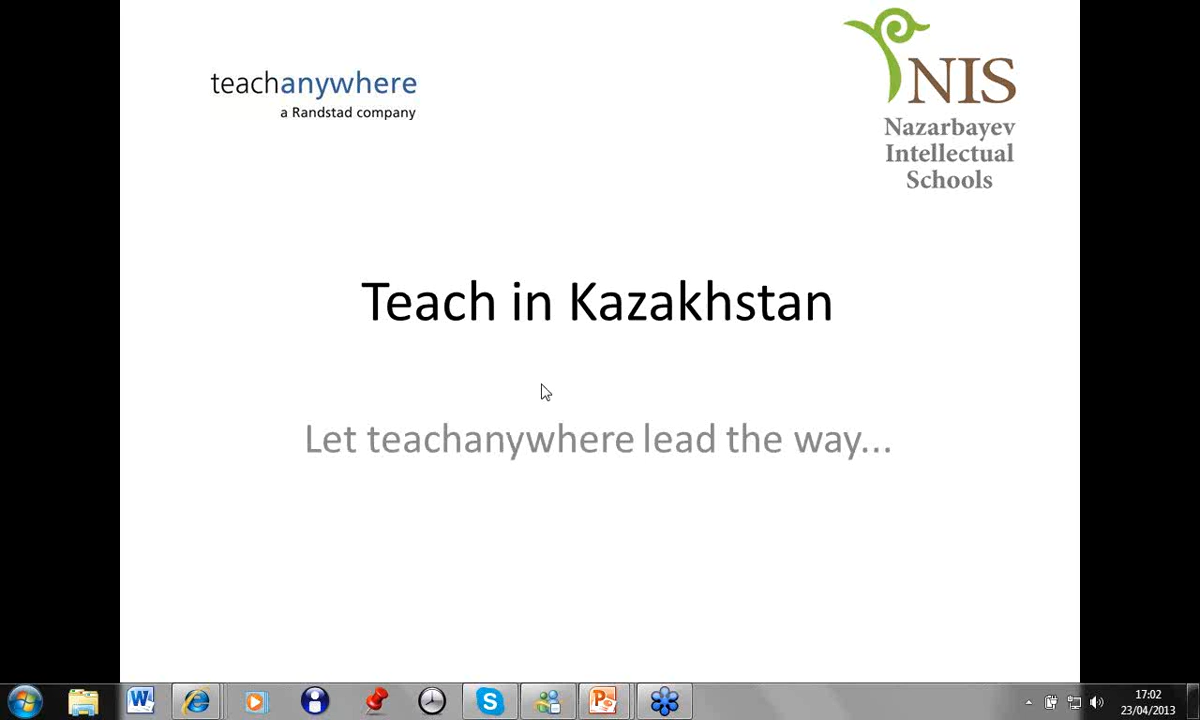 teachanywhere
a Randstad company
NIS
Nazarbayev
Intellectual
Schools
Teach in Kazakhstan
Let teachanywhere lead the way...
17:02
23/04/2013